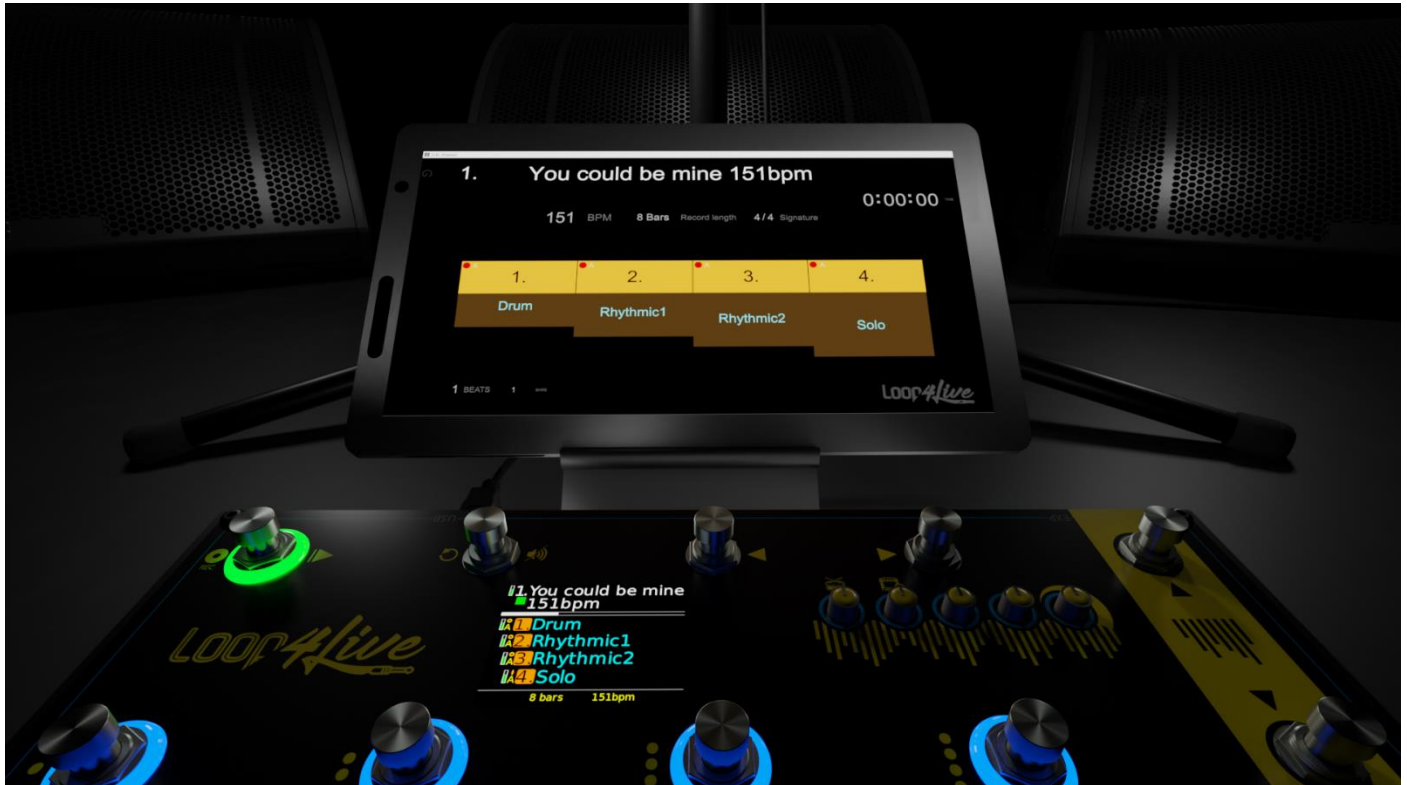 1. You could be mine 151bpm
0:00:00
151 BPM 8 Bars Record length 4/4 Signature
1. 2. 3. 4.
Drum Rhythmic1 Rhythmic2 Solo
1 BEATS 1
Loop4Live
USB
REC
1.You could be mine
151bpm
1.Drum
2.Rhythmic1
3.Rhythmic2
4.Solo
8 bars 151bpm
Loop4Live